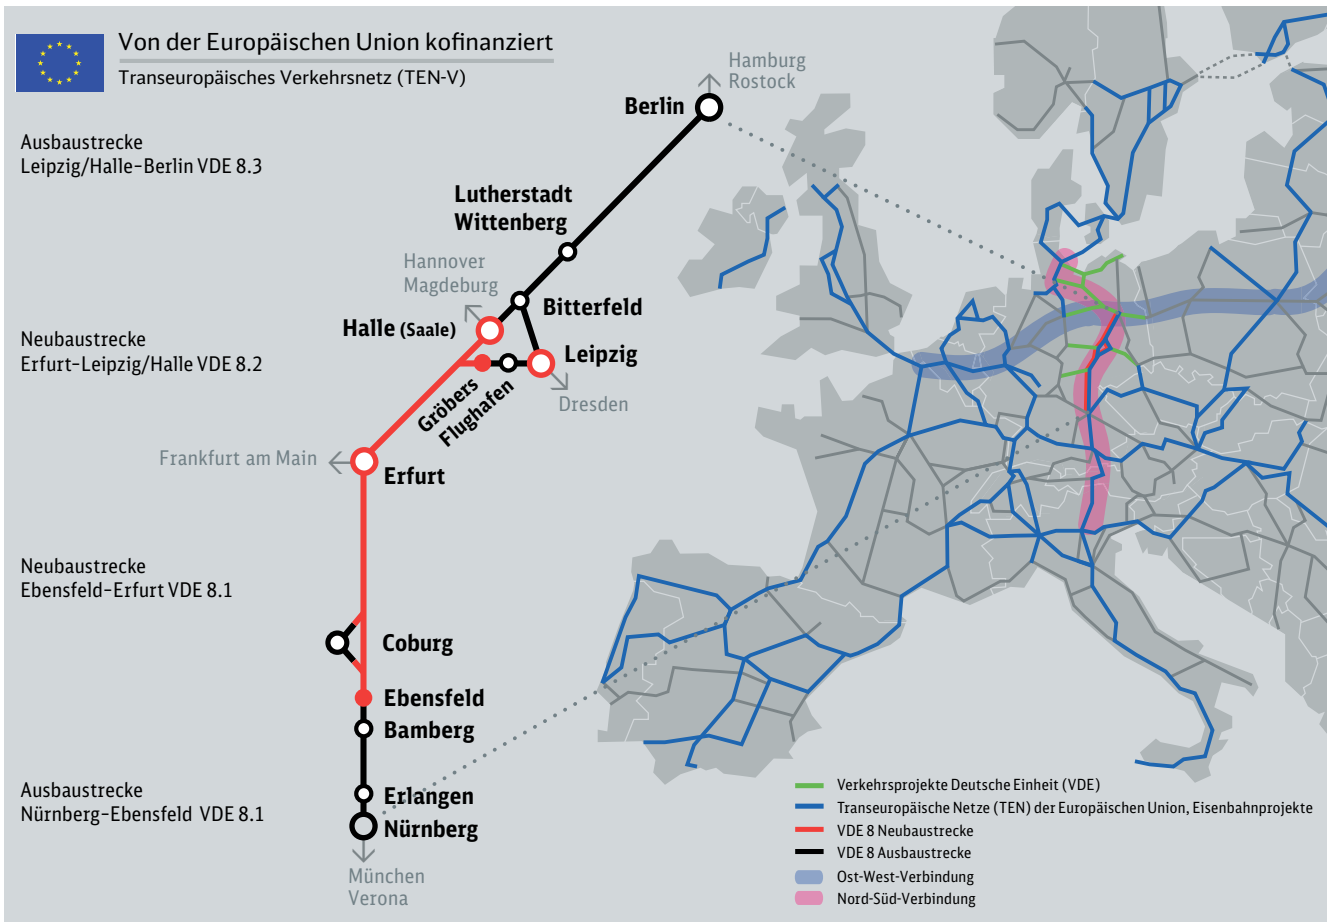 Von der Europäischen Union kofinanziert
Transeuropäisches Verkehrsnetz (TEN-V)
Hamburg
Rostock
Berlin
Ausbaustrecke
Leipzig/Halle–Berlin VDE 8.3
Lutherstadt
Wittenberg
Hannover
Magdeburg
Bitterfeld
Halle (Saale)
Neubaustrecke
Erfurt–Leipzig/Halle VDE 8.2
Leipzig
Gröbers
Flughafen
Dresden
Frankfurt am Main
Erfurt
Neubaustrecke
Ebensfeld–Erfurt VDE 8.1
Coburg
Ebensfeld
Bamberg
Ausbaustrecke
Nürnberg–Ebensfeld VDE 8.1
Erlangen
Nürnberg
München
Verona
Verkehrsprojekte Deutsche Einheit (VDE)
Transeuropäische Netze (TEN) der Europäischen Union, Eisenbahnprojekte
VDE 8 Neubaustrecke
VDE 8 Ausbaustrecke
Ost-West-Verbindung
Nord-Süd-Verbindung